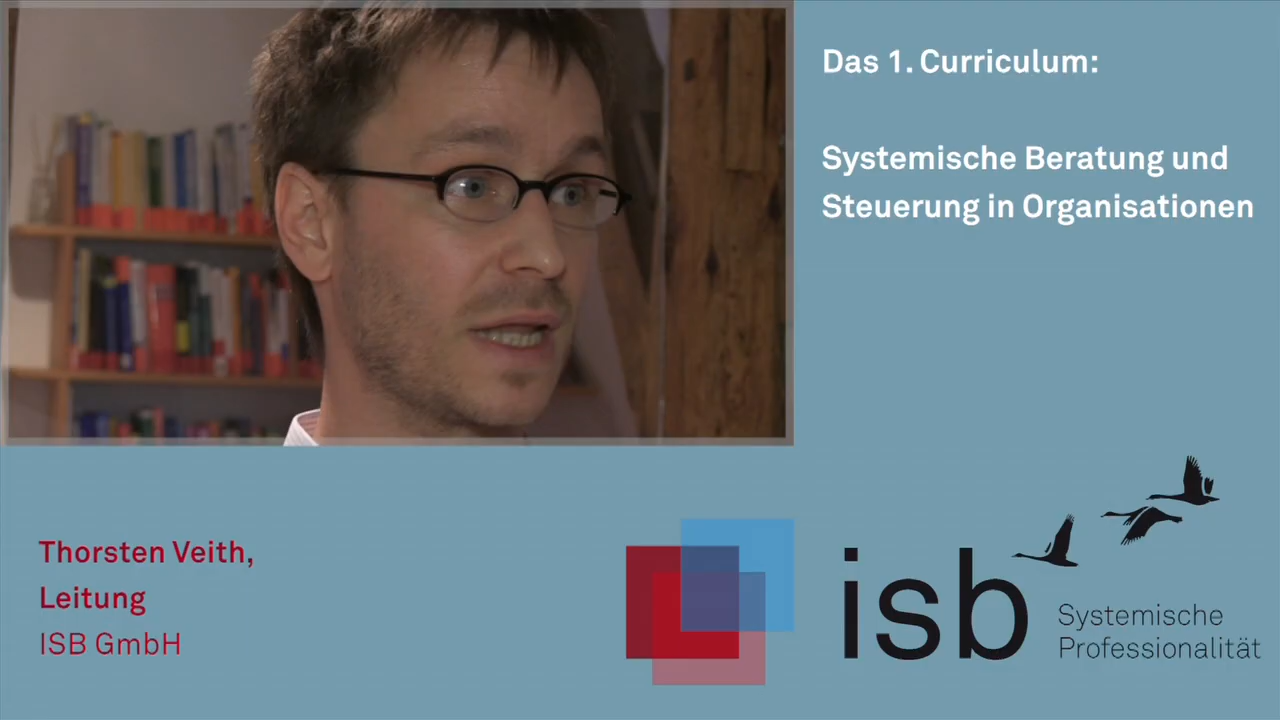 Das 1. Curriculum:
Systemische Beratung und
Steuerung in Organisationen
Thorsten Veith,
Leitung
ISB GmbH
isb
Systemische
Professionalität